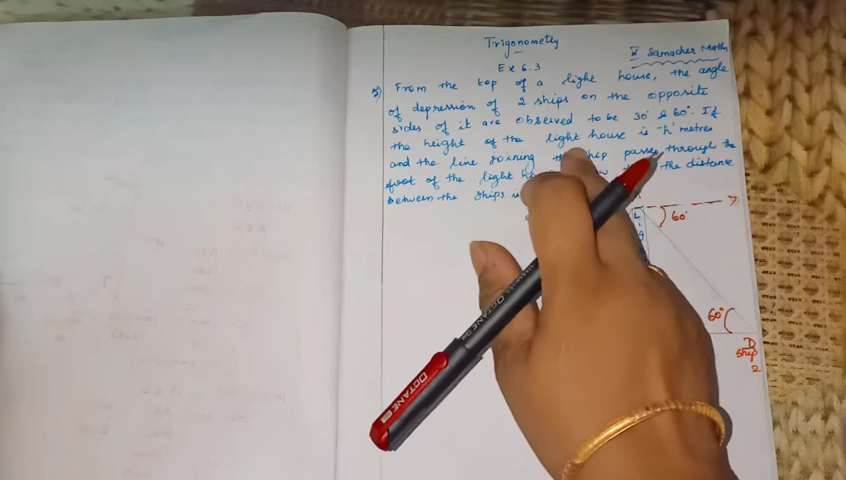 Trigonometry
X Samacheer Maths
Ex 6.3
5) From the top of a light house, the angle
of depression of 2 ships on the opposite
sides of it are observed to be 30° & 60°. If
the height of the light house is 'h' metres
and the line joining the ship passes through the
foot of the light the distance
between the ships
60°
L
i
g
60°
D
Ship
2
OCTANE
OCTANE